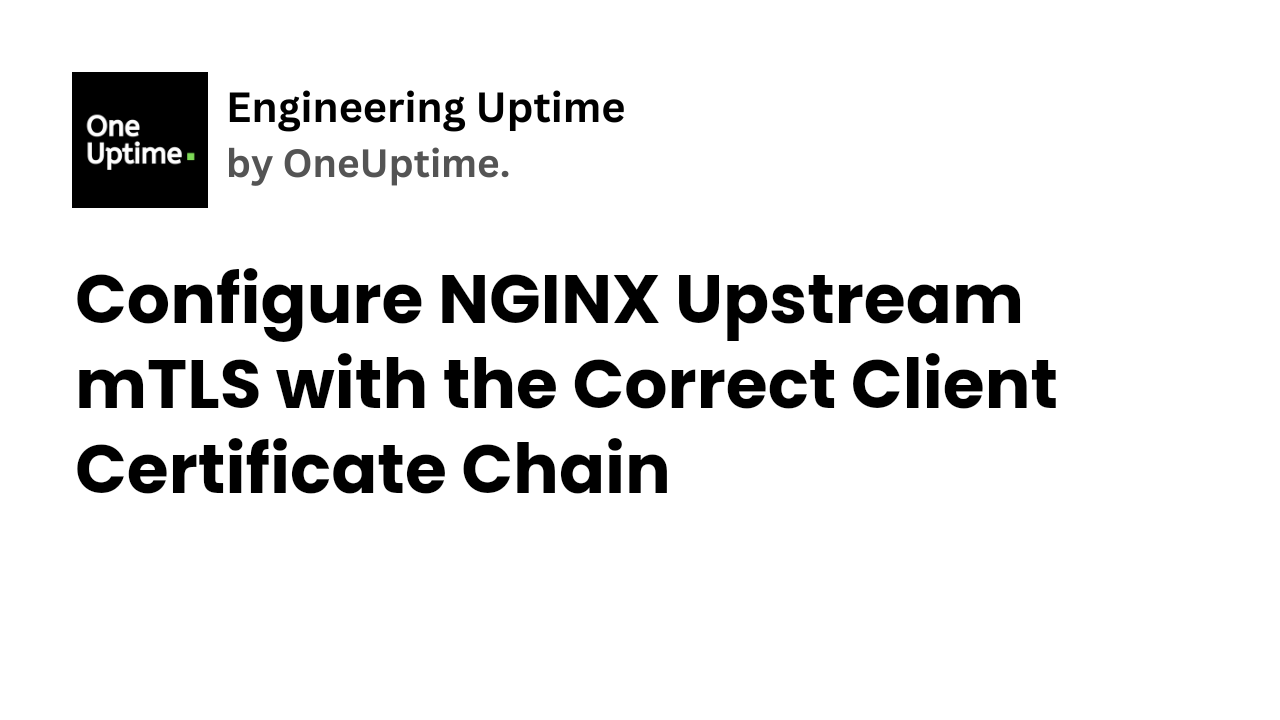 One
Uptime
Engineering Uptime
by OneUptime.
Configure NGINX Upstream
mTLS with the Correct Client
Certificate Chain